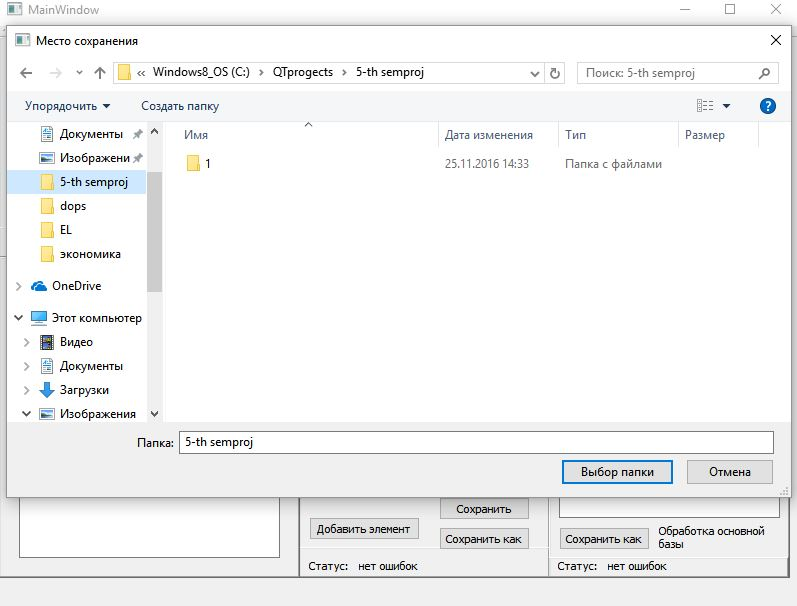 MainWindow
Место сохранения
« Windows8_OS (C:) › QTprogects › 5-th semproj
Поиск: 5-th semproj
Упорядочить
Создать папку
?
Имя
Дата изменения
Тип
Размер
1
25.11.2016 14:33
Папка с файлами
Документы
Изображени
5-th semproj
dops
EL
экономика
OneDrive
Этот компьютер
Видео
Документы
Загрузки
Изображения
Папка:
5-th semproj
Выбор папки
Отмена
Добавить элемент
Сохранить
Сохранить как
Статус: нет ошибок
Сохранить как
Обработка основной
базы
Статус: нет ошибок